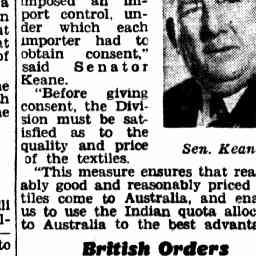 imposed an im-
port control, un-
der which each
importer had to
obtain consent,"
said Senator
Keane.
"Before giving
consent, the Divi-
sion must be sat-
isfied as to the
quality and price
of the textiles.
Sen. Kean
"This measure ensures that rea
ably good and reasonably priced
tiles come to Australia, and ena
us to use the Indian quota alloc
to Australia to the best advanta
British Orders